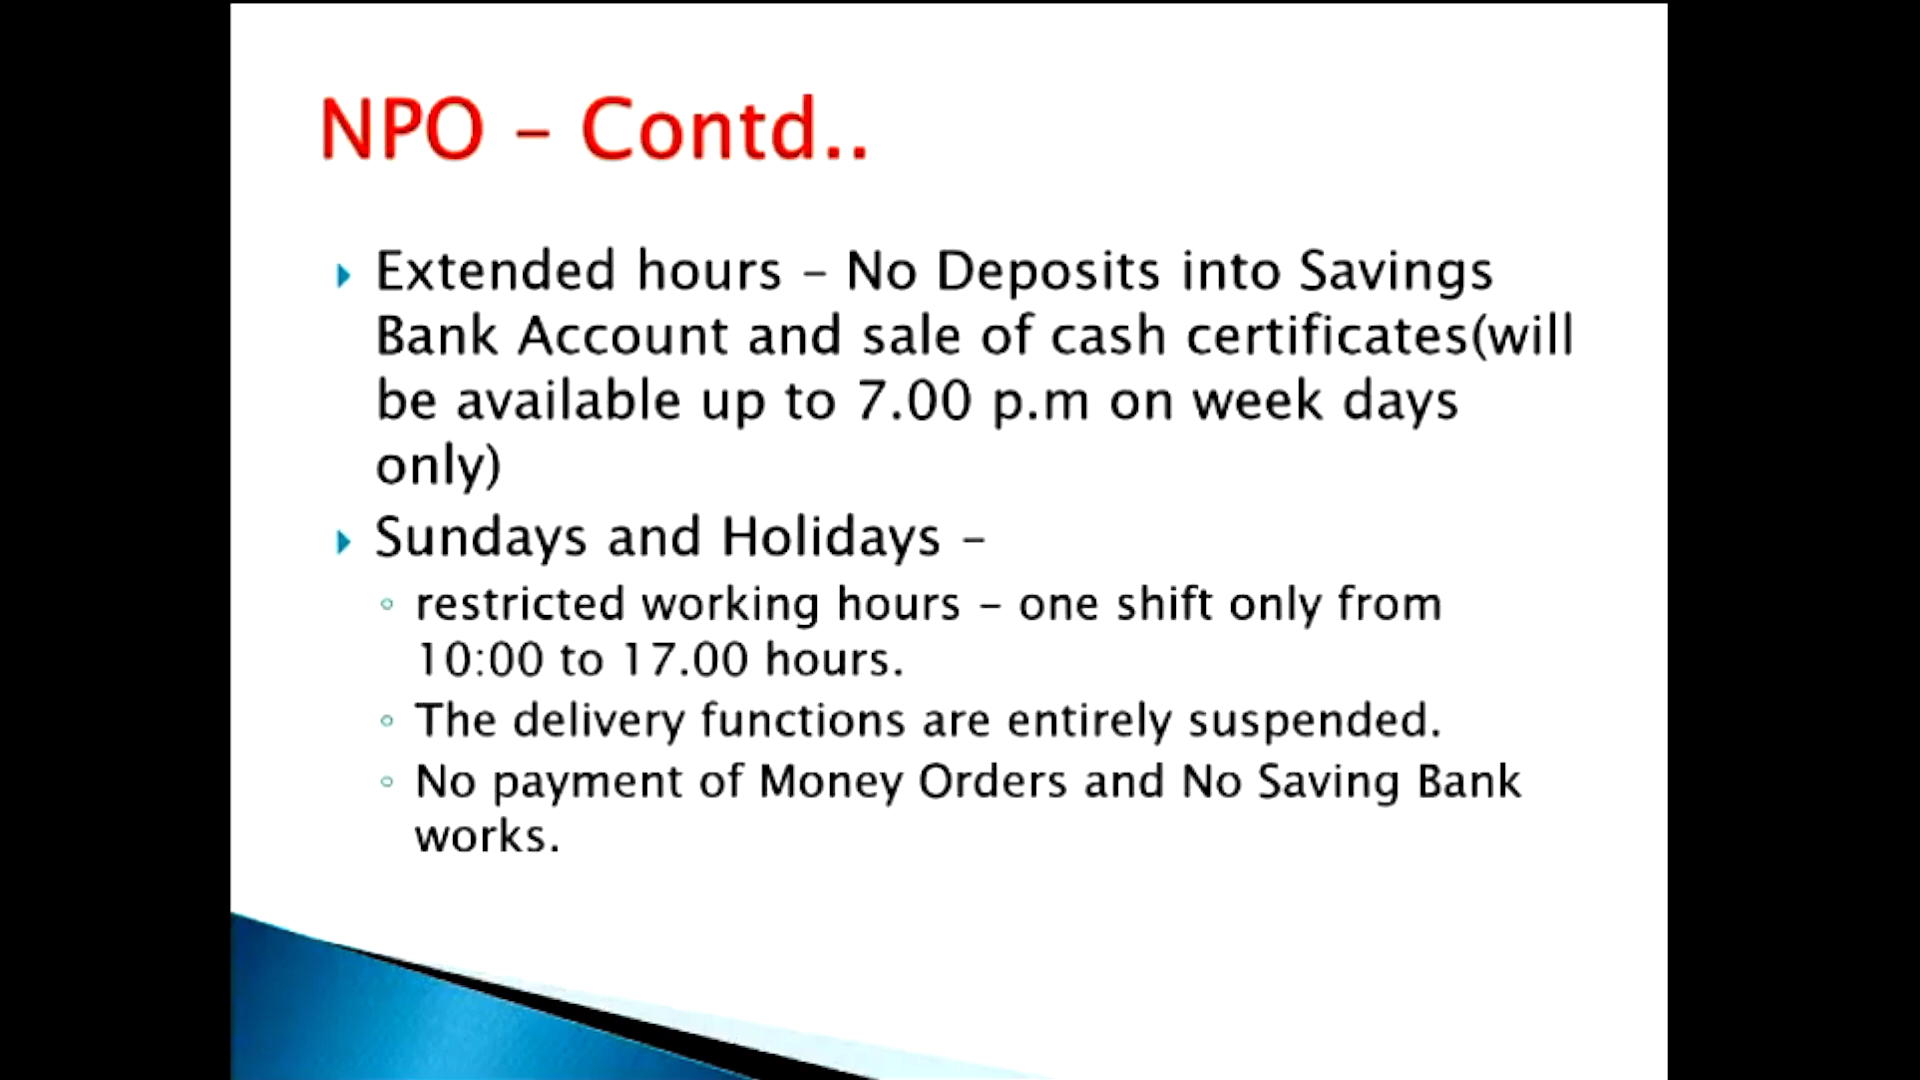 NPO – Contd..
Extended hours – No Deposits into Savings
Bank Account and sale of cash certificates(will
be available up to 7.00 p.m on week days
only)
Sundays and Holidays –
restricted working hours – one shift only from
10:00 to 17.00 hours.
The delivery functions are entirely suspended.
No payment of Money Orders and No Saving Bank
works.